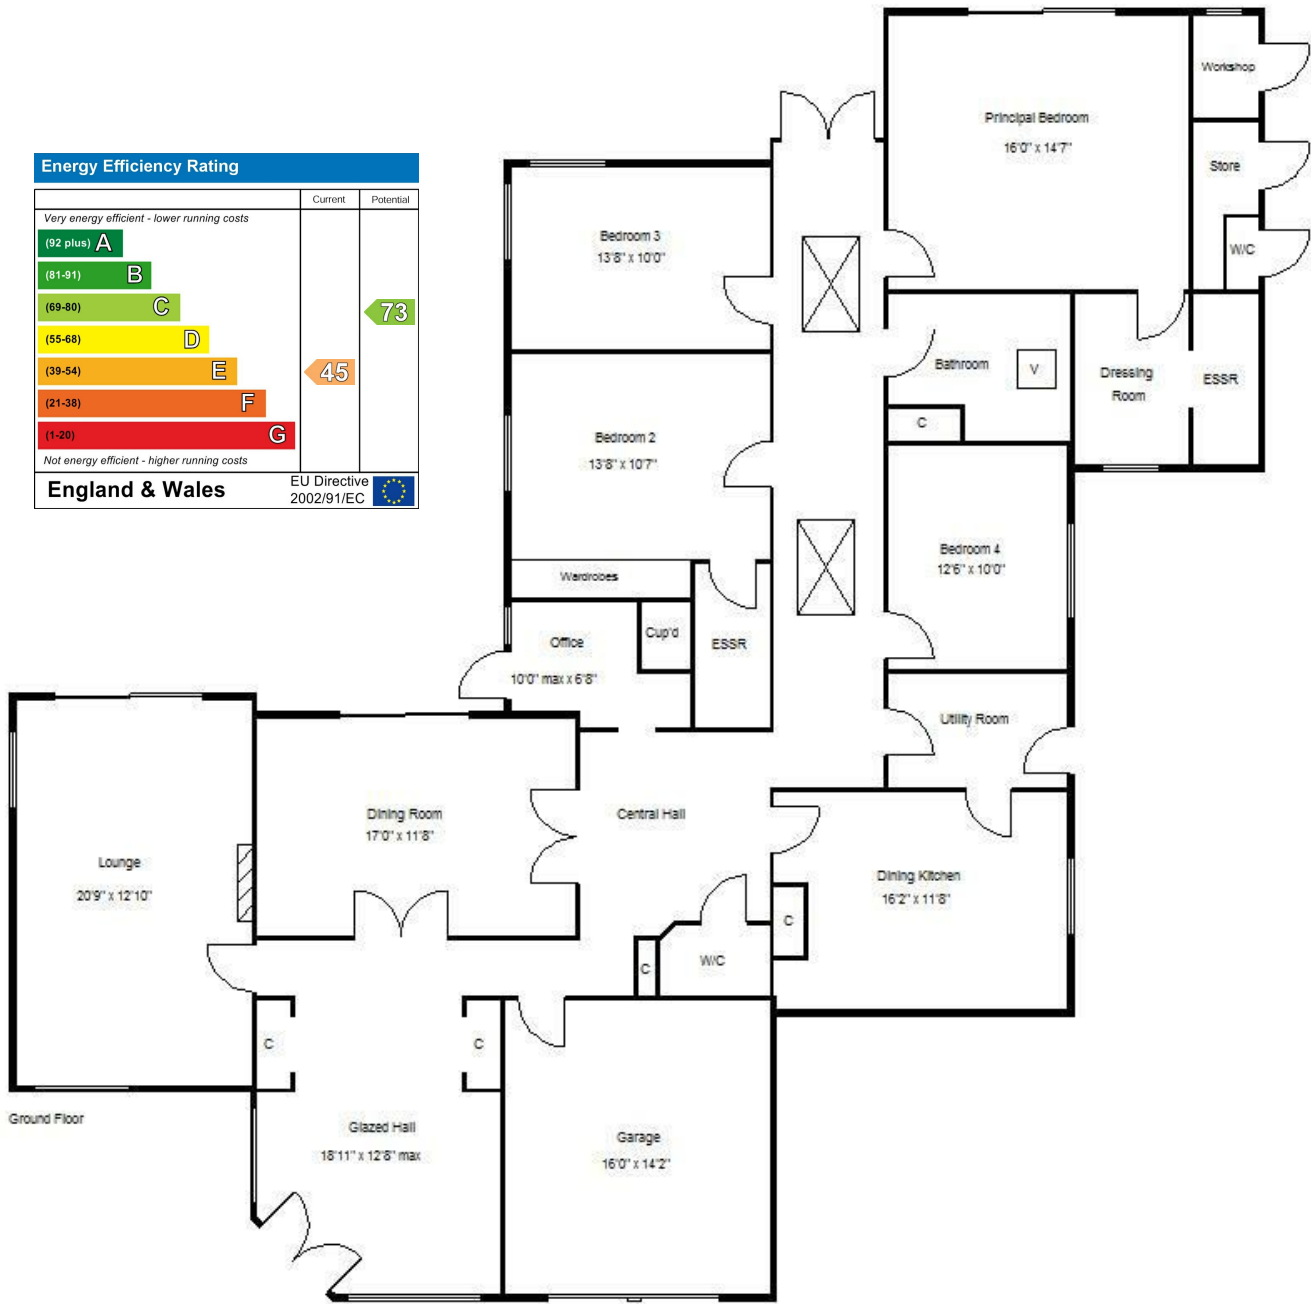 Energy Efficiency Rating
Current Potential
Very energy efficient - lower running costs
(92 plus) A
(81-91) B
(69-80) C
73
(55-68) D
(39-54) E
45
(21-38) F
(1-20) G
Not energy efficient - higher running costs
England & Wales
EU Directive
2002/91/EC
Workshop
Principal Bedroom
16'0" x 14'7"
Store
W/C
Bedroom 3
13'8" x 10'0"
Bathroom
V
C
Dressing
Room
ESSR
Bedroom 2
13'8" x 10'7"
Wardrobes
Bedroom 4
12'6" x 10'0"
Office
10'0" max x 6'8"
Cup'd
ESSR
Utility Room
Dining Room
17'0" x 11'8"
Central Hall
Lounge
20'9" x 12'10"
Dining Kitchen
16'2" x 11'8"
C
W/C
C
C
C
Ground Floor
Glazed Hall
18'11" x 12'8" max
Garage
16'0" x 14'2"